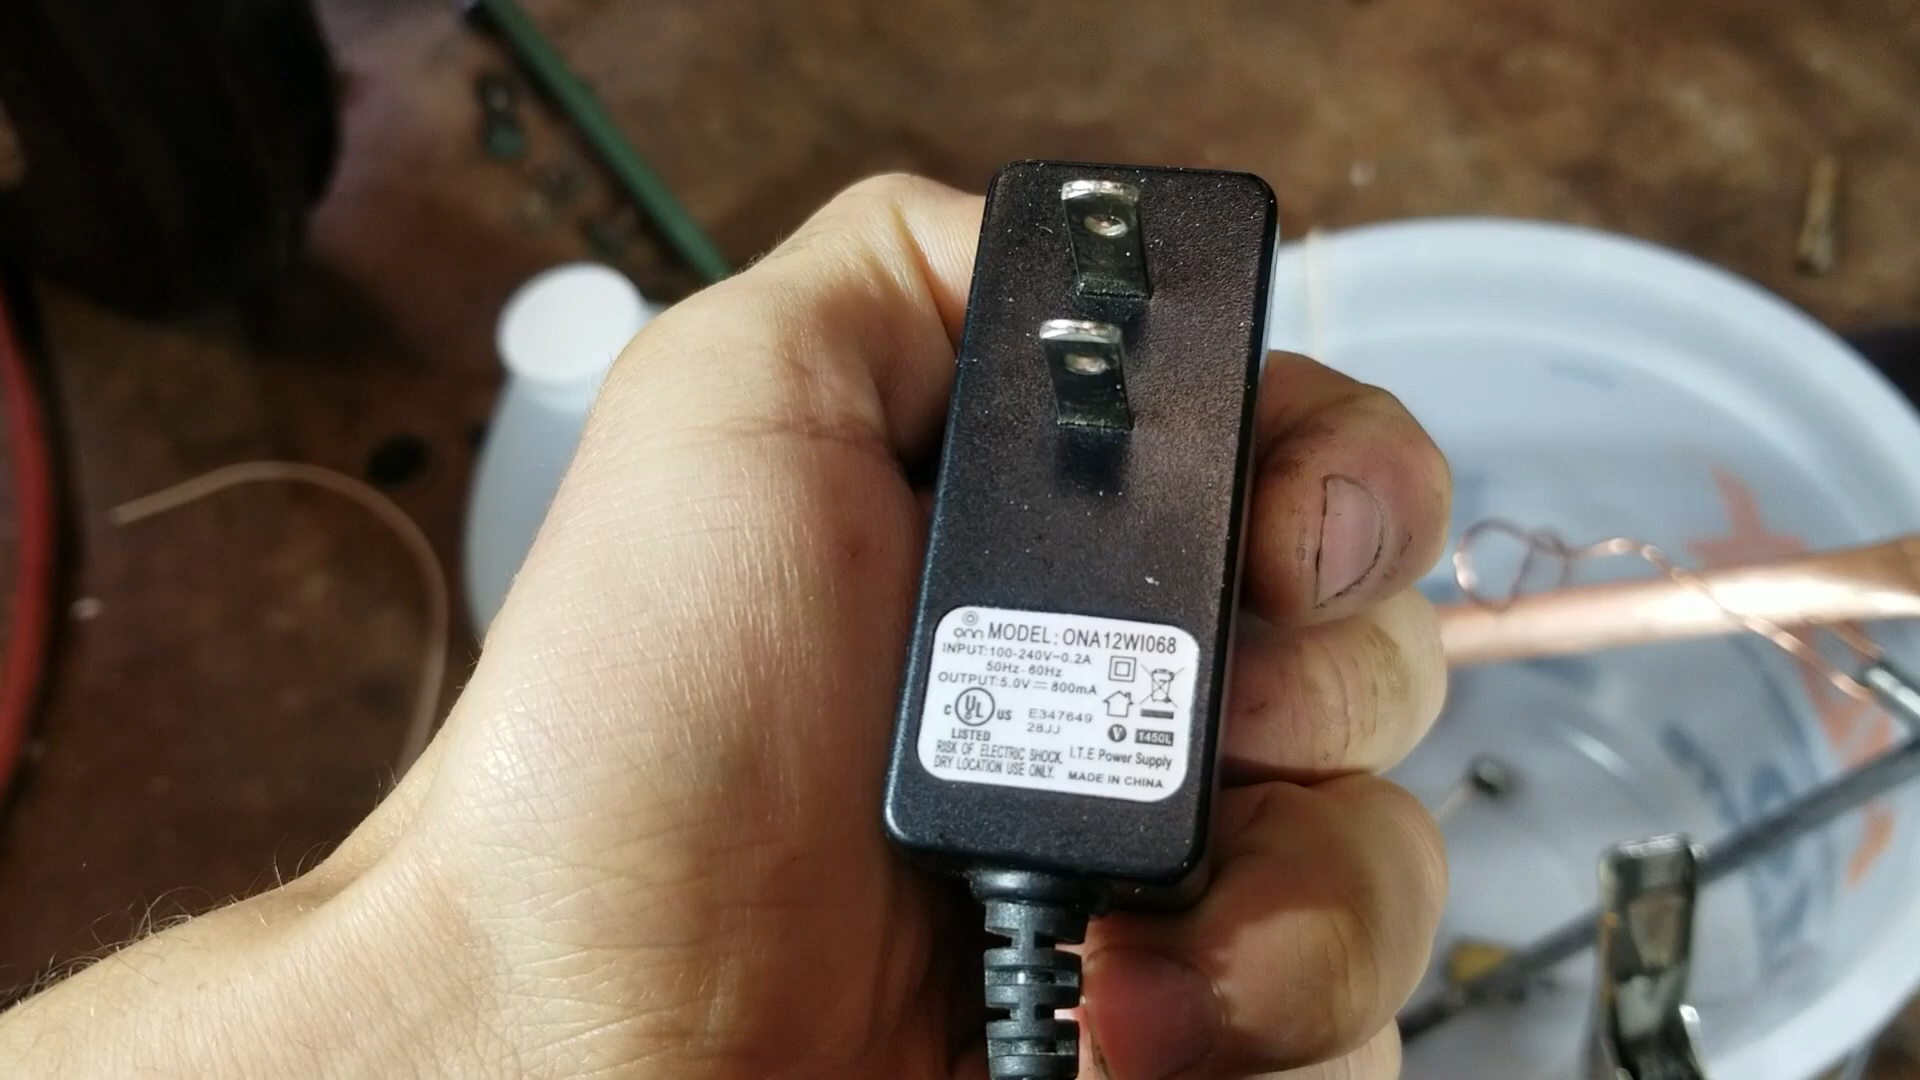 onn MODEL: ONA12WI068
INPUT:100-240V~0.2A
50Hz-60Hz
OUTPUT:5.0V⎓800mA
c UL US
LISTED
E347649
28JJ
V 1450L
RISK OF ELECTRIC SHOCK.
DRY LOCATION USE ONLY.
I.T.E Power Supply
MADE IN CHINA